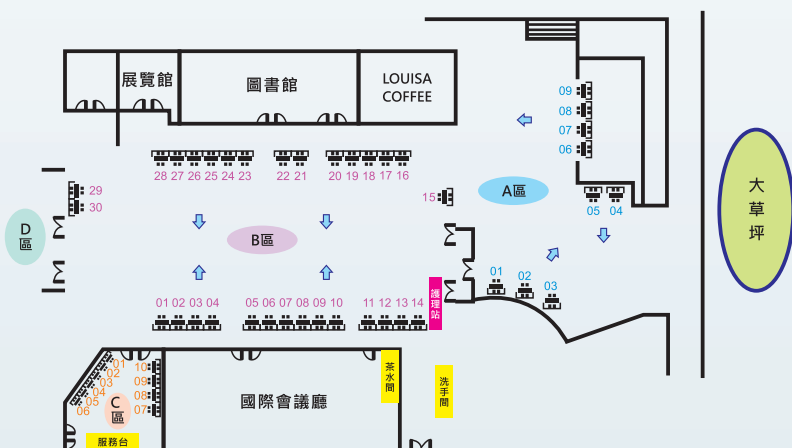 展覽館
圖書館
LOUISA
COFFEE
09
08
07
06
05 04
A區
大草坪
28 27 26 25 24 23
22 21
20 19 18 17 16
15
29
30
D區
B區
01 02 03 04
05 06 07 08 09 10
11 12 13 14
護理站
01
02
03
01
02
03
04
05
06
10
09
08
07
C區
服務台
國際會議廳
茶水間
洗手間